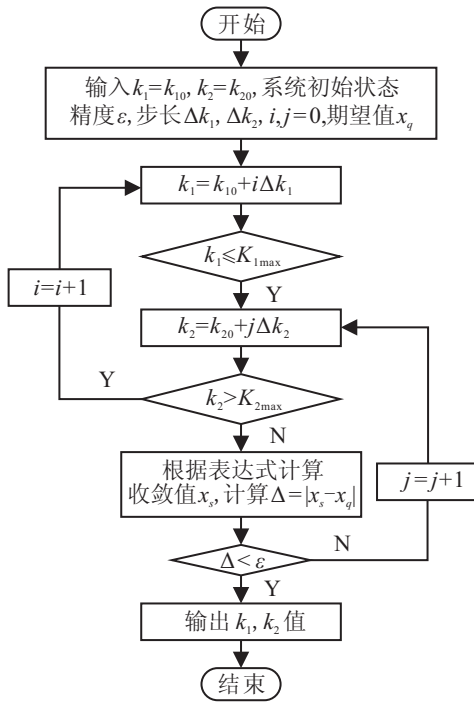 开始
输入k₁=k₁₀, k₂=k₂₀,系统初始状态
精度ε,步长Δk₁, Δk₂, i,j=0,期望值x_q
k₁=k₁₀+iΔk₁
k₁⩽K₁ₘₐₓ
i=i+1
Y
k₂=k₂₀+jΔk₂
Y
k₂>K₂ₘₐₓ
N
根据表达式计算
收敛值xₛ,计算Δ=|xₛ-x_q|
j=j+1
Δ<ε
N
Y
输出k₁, k₂值
结束